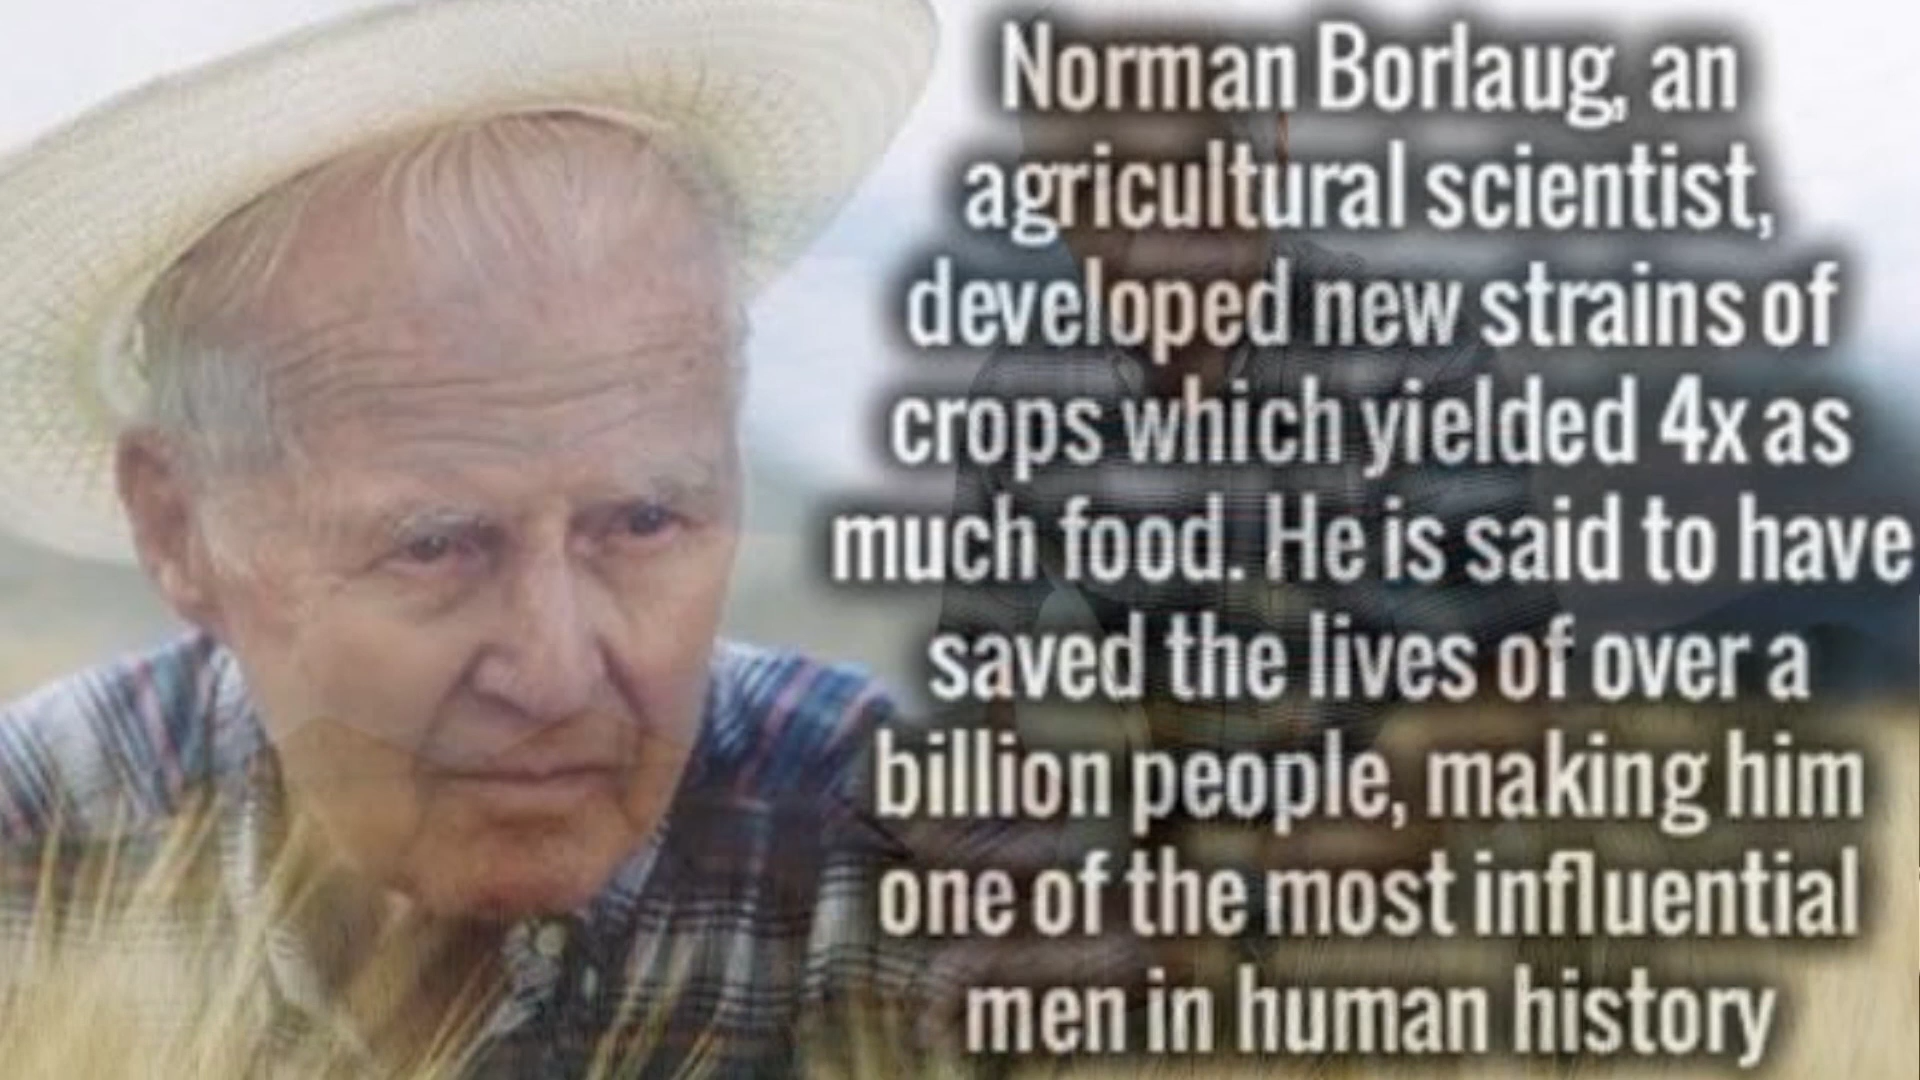 Norman Borlaug, an
agricultural scientist,
developed new strains of
crops which yielded 4x as
much food. He is said to have
saved the lives of over a
billion people, making him
one of the most influential
men in human history